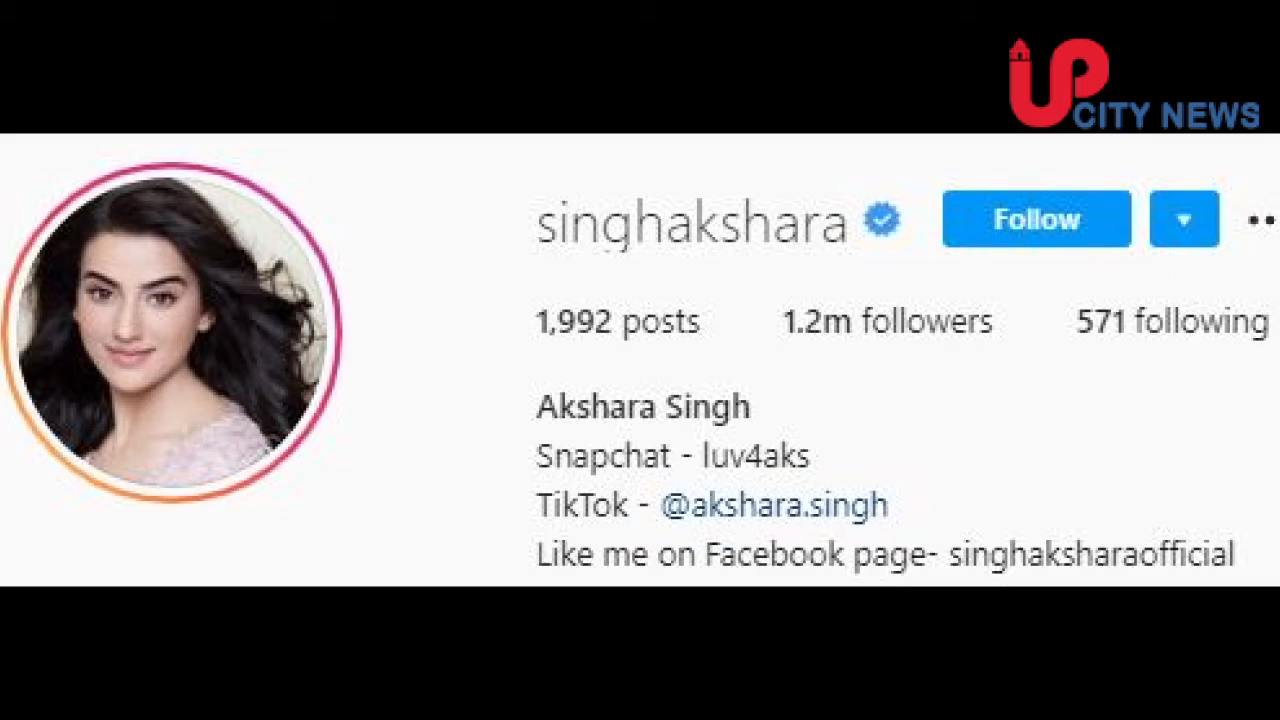 UP
CITY NEWS
singhakshara Follow
1,992 posts 1.2m followers 571 following
Akshara Singh
Snapchat - luv4aks
TikTok - @akshara.singh
Like me on Facebook page- singhaksharaofficial